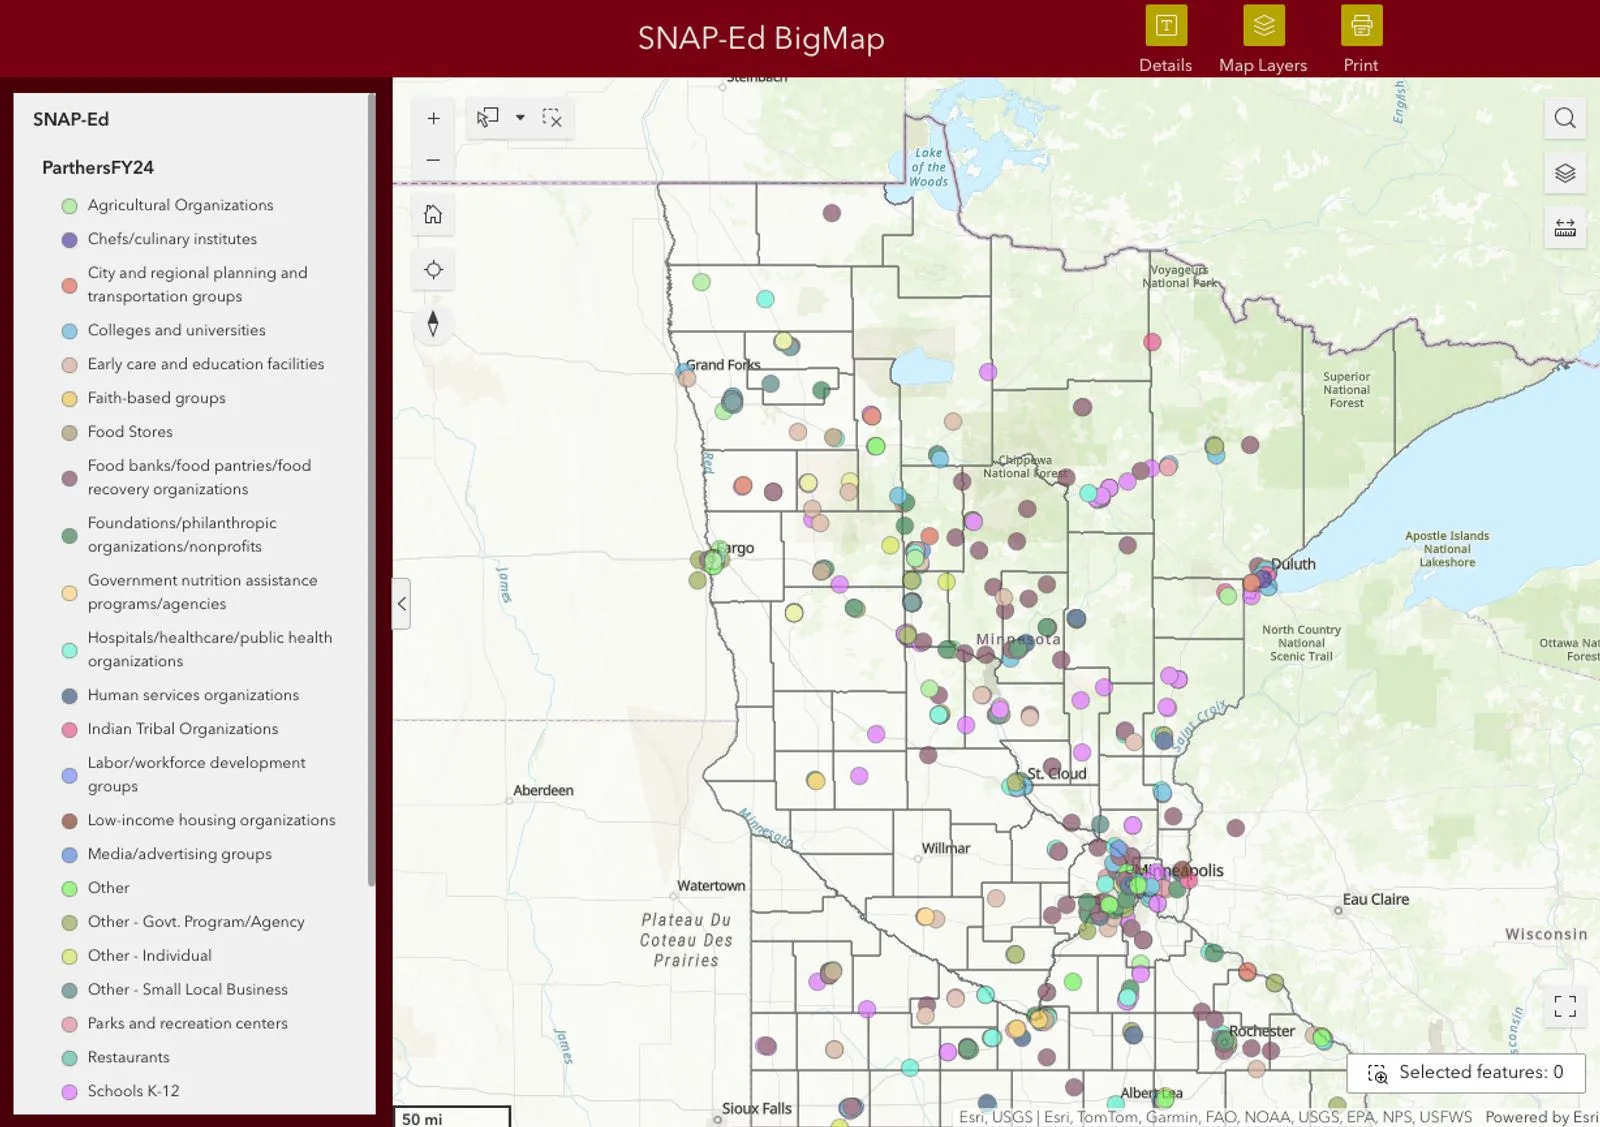 SNAP-Ed BigMap
Details
Map Layers
Print
SNAP-Ed
ParthersFY24
Agricultural Organizations
Chefs/culinary institutes
City and regional planning and
transportation groups
Colleges and universities
Early care and education facilities
Faith-based groups
Food Stores
Food banks/food pantries/food
recovery organizations
Foundations/philanthropic
organizations/nonprofits
Government nutrition assistance
programs/agencies
Hospitals/healthcare/public health
organizations
Human services organizations
Indian Tribal Organizations
Labor/workforce development
groups
Low-income housing organizations
Media/advertising groups
Other
Other - Govt. Program/Agency
Other - Individual
Other - Small Local Business
Parks and recreation centers
Restaurants
Schools K-12
Steinbach
English
Lake
of the
Woods
Voyageurs
National Park
Grand Forks
Superior
National
Forest
Red
Chippewa
National Forest
Fargo
James
Duluth
Apostle Islands
National
Lakeshore
North Country
National
Scenic Trail
Ottawa Nat
Forest
Minnesota
Saint Croix
St. Cloud
Aberdeen
Minnesota
Willmar
Minneapolis
Watertown
Eau Claire
Plateau Du
Coteau Des
Prairies
Wisconsin
James
Rochester
sconsin
Selected features: 0
Albert Lea
Sioux Falls
50 mi
Esri, USGS | Esri, TomTom, Garmin, FAO, NOAA, USGS, EPA, NPS, USFWS
Powered by Esri